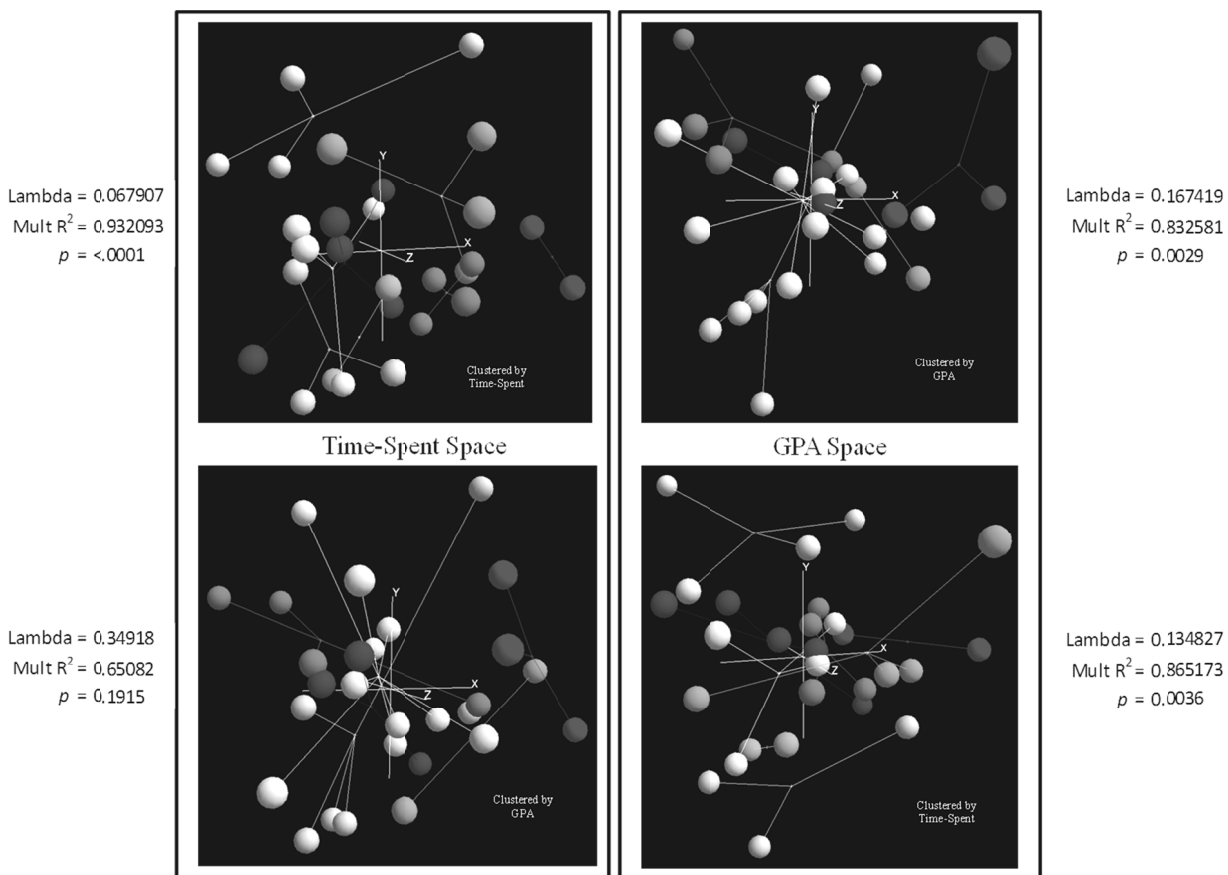 Lambda = 0.067907
Mult R² = 0.932093
p = <.0001
Y
X
Z
Clustered by
Time-Spent
Time-Spent Space
Y
X
Z
Clustered by
GPA
Lambda = 0.34918
Mult R² = 0.65082
p = 0.1915
Y
X
Z
Clustered by
GPA
GPA Space
Y
X
Z
Clustered by
Time-Spent
Lambda = 0.167419
Mult R² = 0.832581
p = 0.0029
Lambda = 0.134827
Mult R² = 0.865173
p = 0.0036